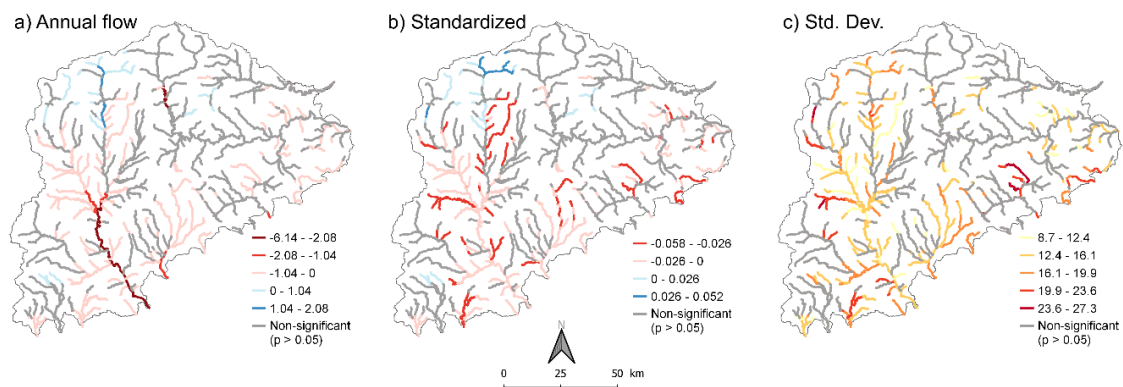 a) Annual flow
b) Standardized
c) Std. Dev.
-6.14 - -2.08
-2.08 - -1.04
-1.04 - 0
0 - 1.04
1.04 - 2.08
Non-significant
(p > 0.05)
-0.058 - -0.026
-0.026 - 0
0 - 0.026
0.026 - 0.052
Non-significant
(p > 0.05)
8.7 - 12.4
12.4 - 16.1
16.1 - 19.9
19.9 - 23.6
23.6 - 27.3
Non-significant
(p > 0.05)
N
0 25 50 km